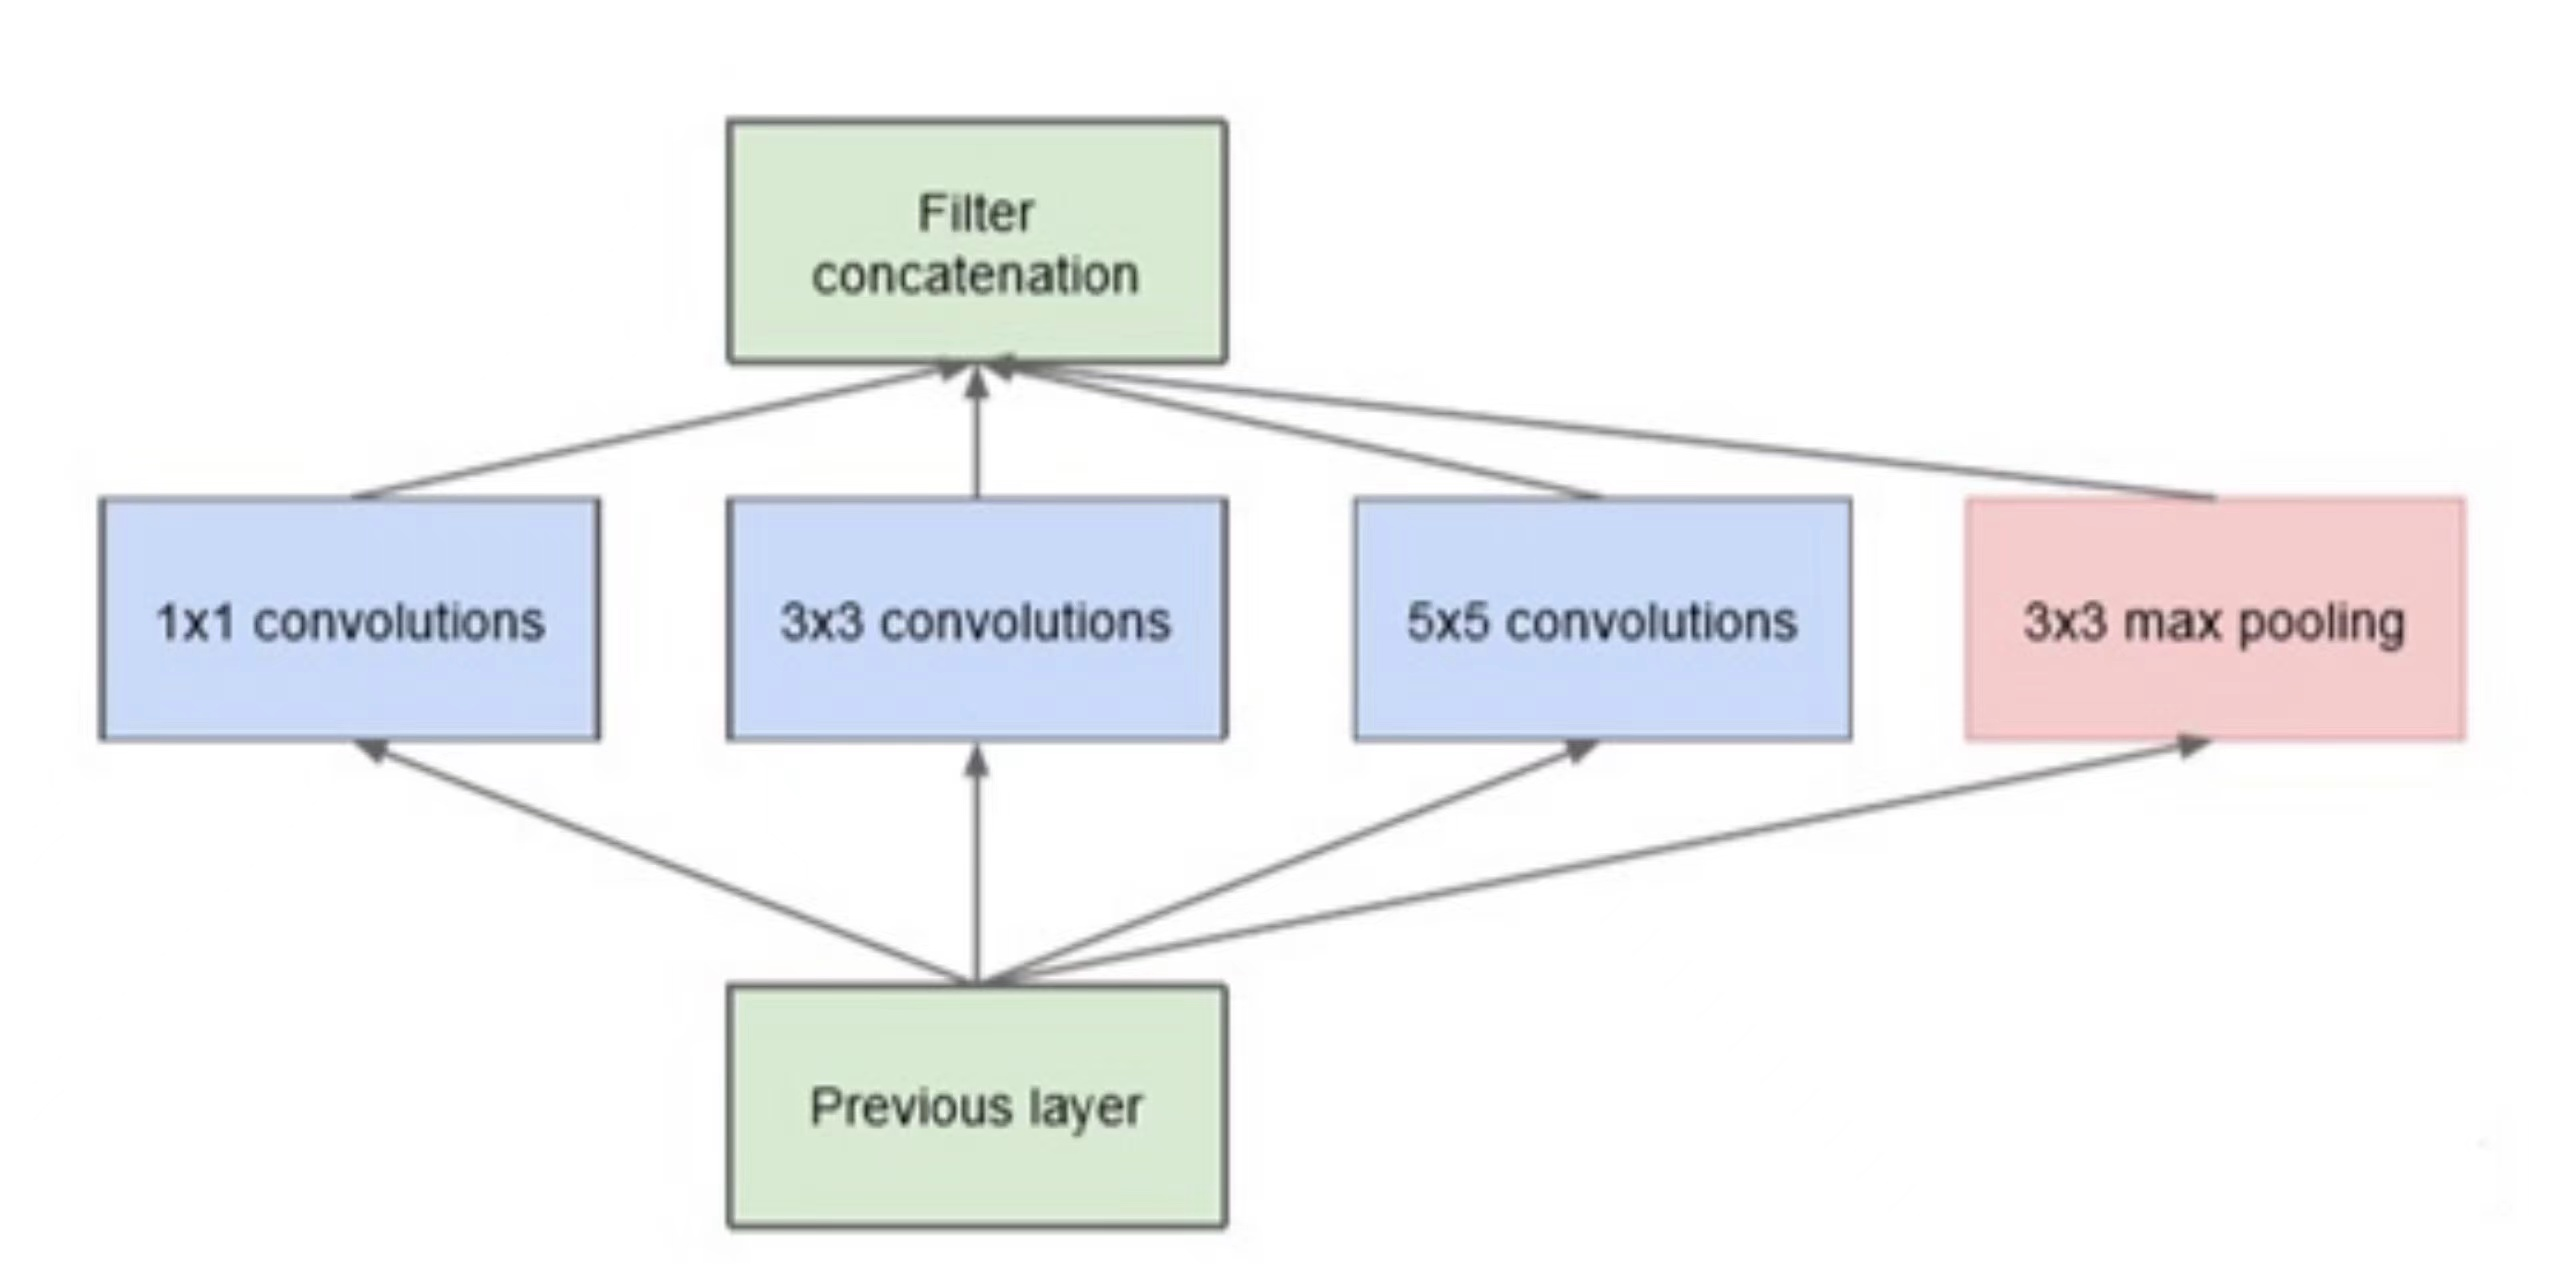 Filter
concatenation
1x1 convolutions
3x3 convolutions
5x5 convolutions
3x3 max pooling
Previous layer